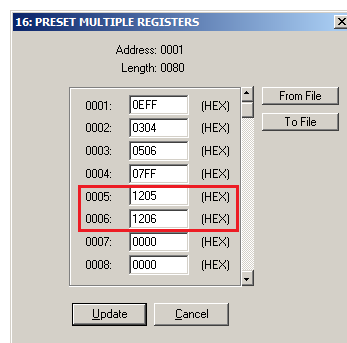 16: PRESET MULTIPLE REGISTERS
Address: 0001
Length: 0080
0001: 0EFF (HEX) From File
0002: 0304 (HEX) To File
0003: 0506 (HEX)
0004: 07FF (HEX)
0005: 1205 (HEX)
0006: 1206 (HEX)
0007: 0000 (HEX)
0008: 0000 (HEX)
Update Cancel